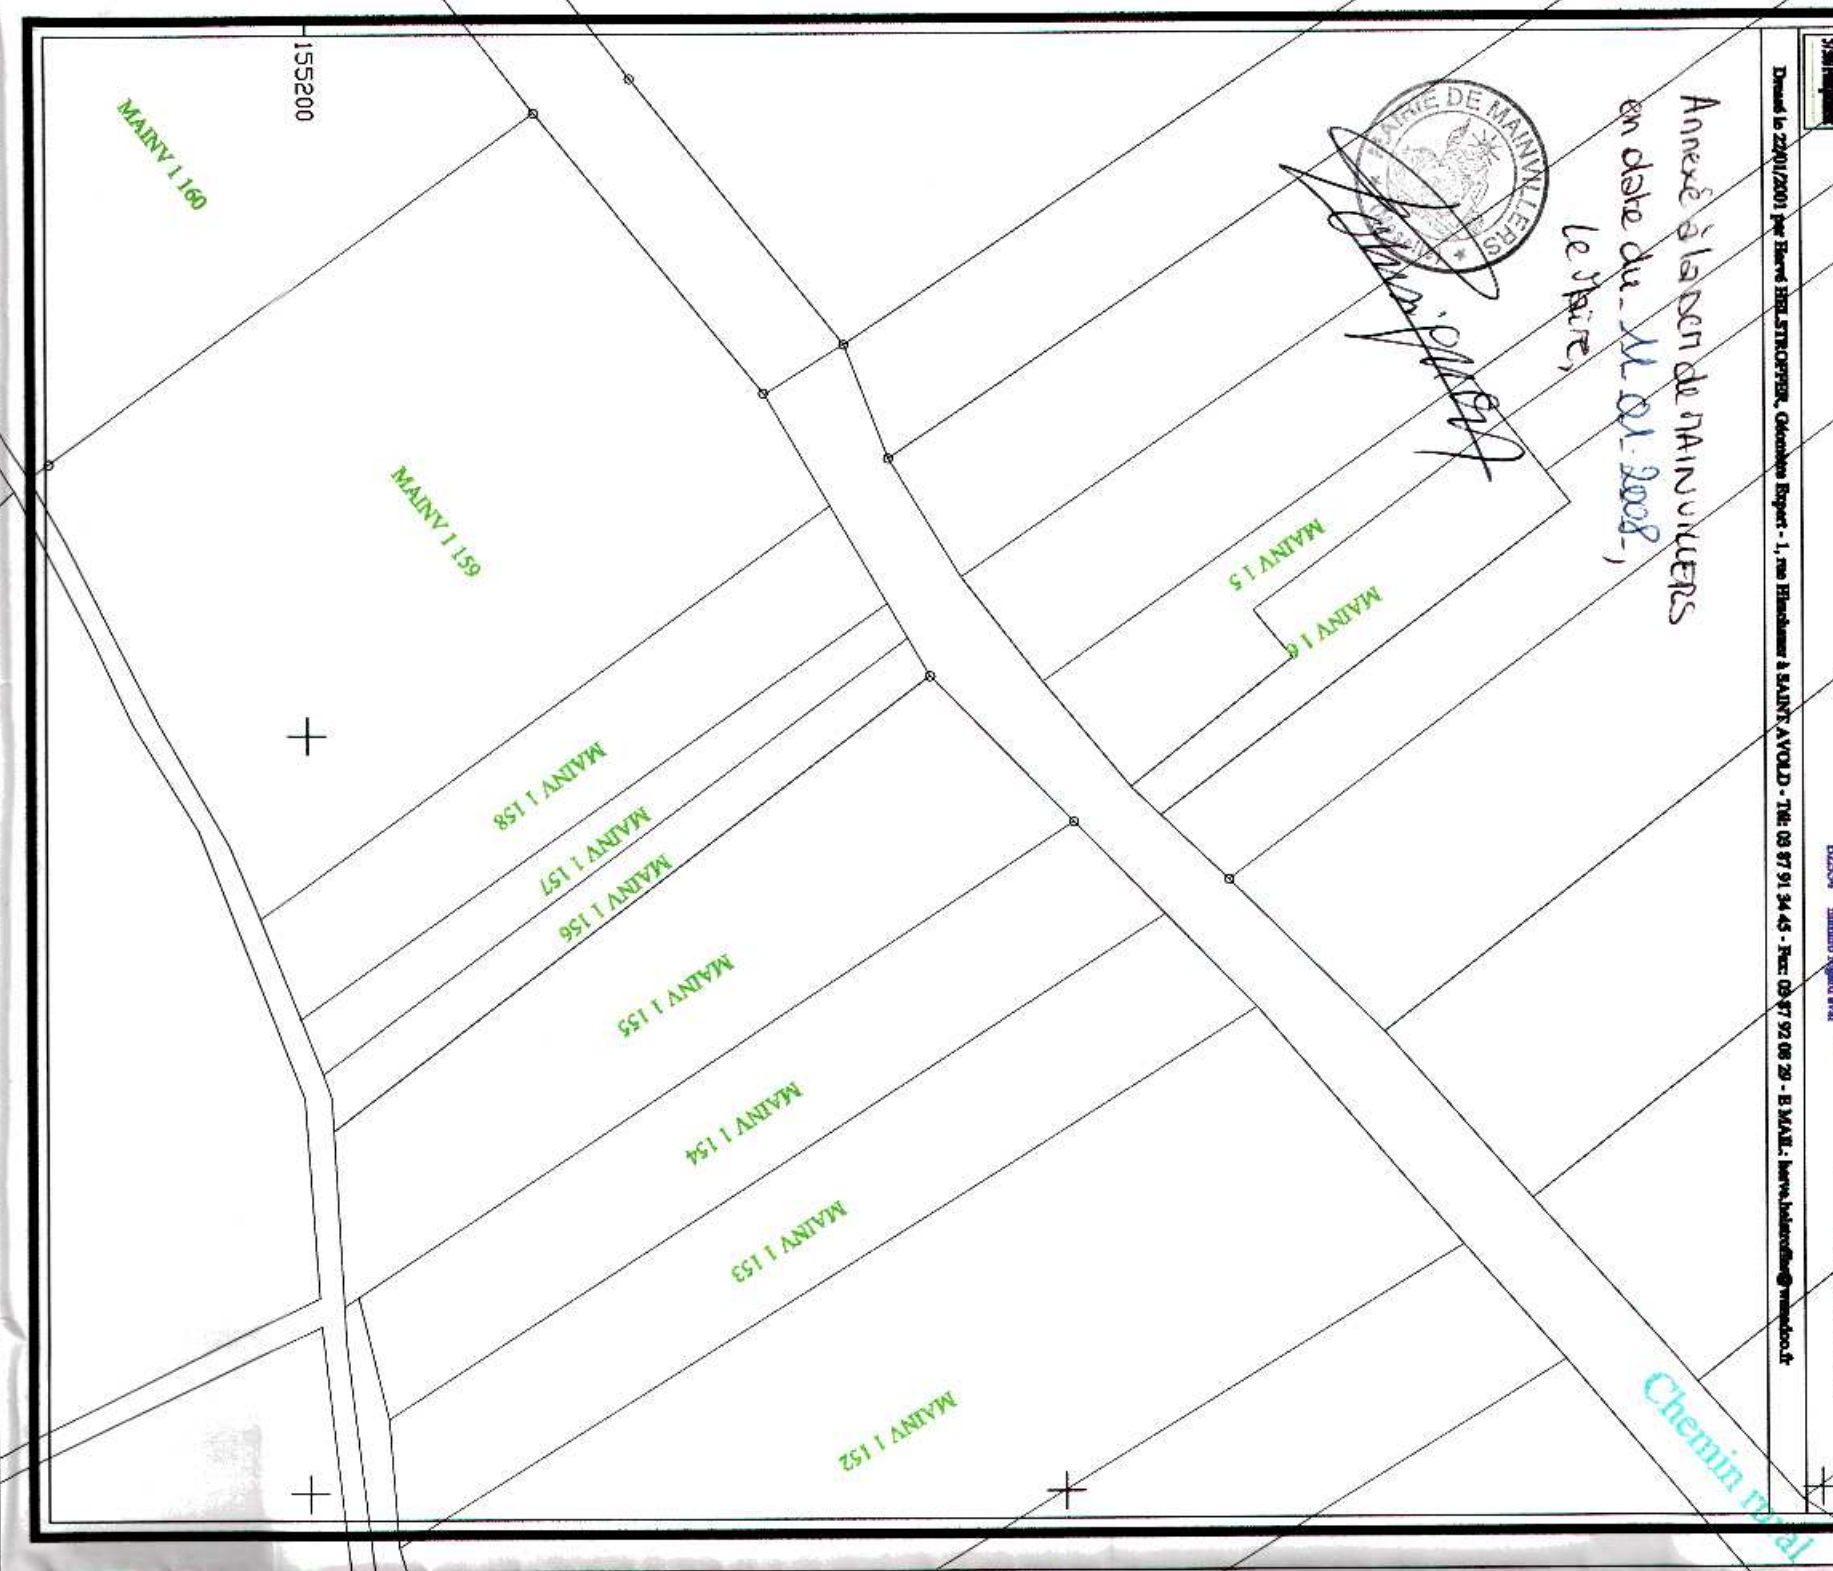 Dressé le 22/01/2001 par Hervé HELSTROFFER, Géomètre Expert - 1, rue à SAINT AVOLD - Tél: 03 87 91 34 45 - Fax: 03 87 92 08 29 - E MAIL: herve.helstroffer@wanadoo.fr
Annexé à la de MAINVILLERS
en date du 11-01-2008-,
Le Maire,
MAIRIE DE MAINVILLERS
(Moselle)
155200
MAINV 1 160
MAINV 1 159
MAINV 1 5
MAINV 1 6
MAINV 1 158
MAINV 1 157
MAINV 1 156
MAINV 1 155
MAINV 1 154
MAINV 1 153
MAINV 1 152
Chemin rural